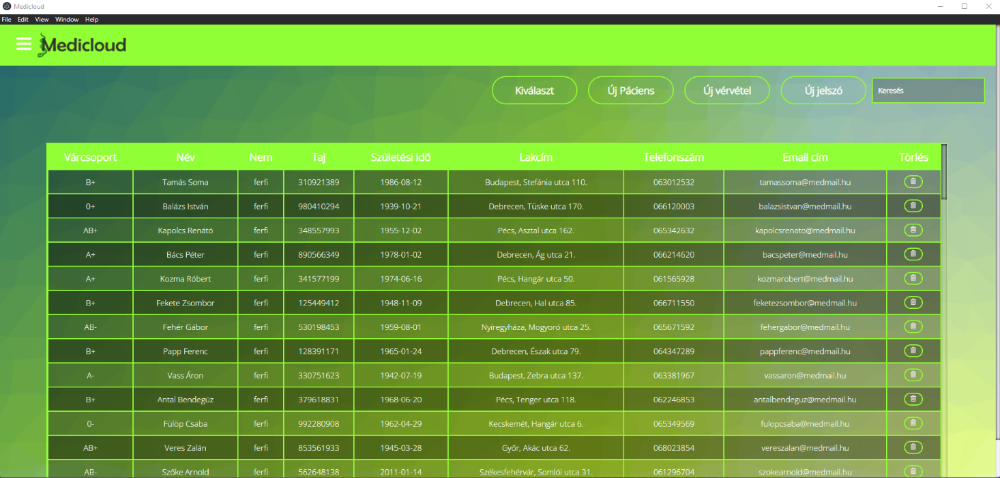 Medicloud
File Edit View Window Help
Medicloud
Kiválaszt Új Páciens Új vérvétel Új jelszó Keresés
Várcsoport Név Nem Taj Születési idő Lakcím Telefonszám Email cím Törlés
B+ Tamás Soma ferfi 310921389 1986-08-12 Budapest, Stefánia utca 110. 063012532 tamassoma@medmail.hu
0+ Balázs István ferfi 980410294 1939-10-21 Debrecen, Tüske utca 170. 066120003 balazsistvan@medmail.hu
AB+ Kapolcs Renátó ferfi 348557993 1955-12-02 Pécs, Asztal utca 162. 065342632 kapolcsrenato@medmail.hu
A+ Bács Péter ferfi 890566349 1978-01-02 Debrecen, Ág utca 21. 066214620 bacspeter@medmail.hu
A+ Kozma Róbert ferfi 341577199 1974-06-16 Pécs, Hangár utca 50. 061565928 kozmarobert@medmail.hu
B+ Fekete Zsombor ferfi 125449412 1948-11-09 Debrecen, Hal utca 85. 066711550 feketezsombor@medmail.hu
AB- Fehér Gábor ferfi 530198453 1959-08-01 Nyíregyháza, Mogyoró utca 25. 065671592 fehergabor@medmail.hu
B+ Papp Ferenc ferfi 128391171 1965-01-24 Debrecen, Észak utca 79. 064347289 pappferenc@medmail.hu
A- Vass Áron ferfi 330751623 1942-07-19 Budapest, Zebra utca 137. 063381967 vassaron@medmail.hu
B+ Antal Bendegúz ferfi 379618831 1968-06-20 Pécs, Tenger utca 118. 062246853 antalbendeguz@medmail.hu
0- Fülöp Csaba ferfi 992280908 1962-04-29 Kecskemét, Hangár utca 6. 065349569 fulopcsaba@medmail.hu
AB+ Veres Zalán ferfi 853561933 1945-03-28 Győr, Akác utca 62. 068023854 vereszalan@medmail.hu
AB- Szőke Arnold ferfi 562648138 2011-01-14 Székesfehérvár, Somlói utca 31. 061296704 szokearnold@medmail.hu